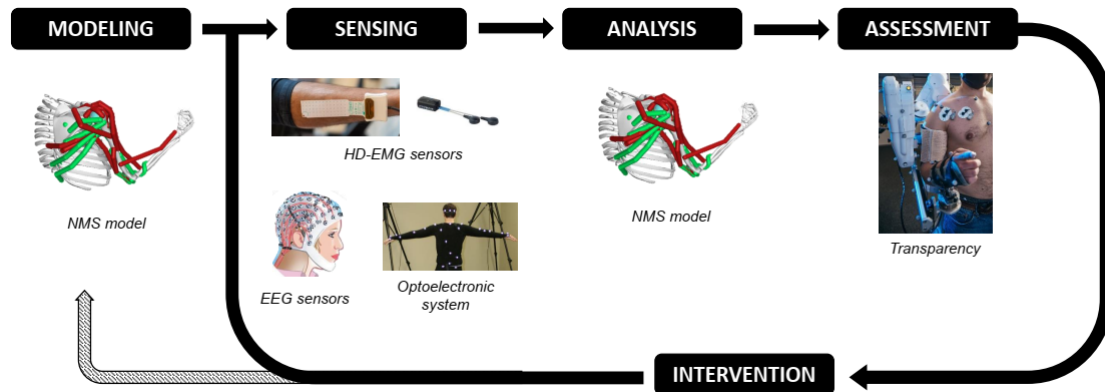 MODELING
SENSING
ANALYSIS
ASSESSMENT
HD-EMG sensors
NMS model
NMS model
Transparency
EEG sensors
Optoelectronic
system
INTERVENTION